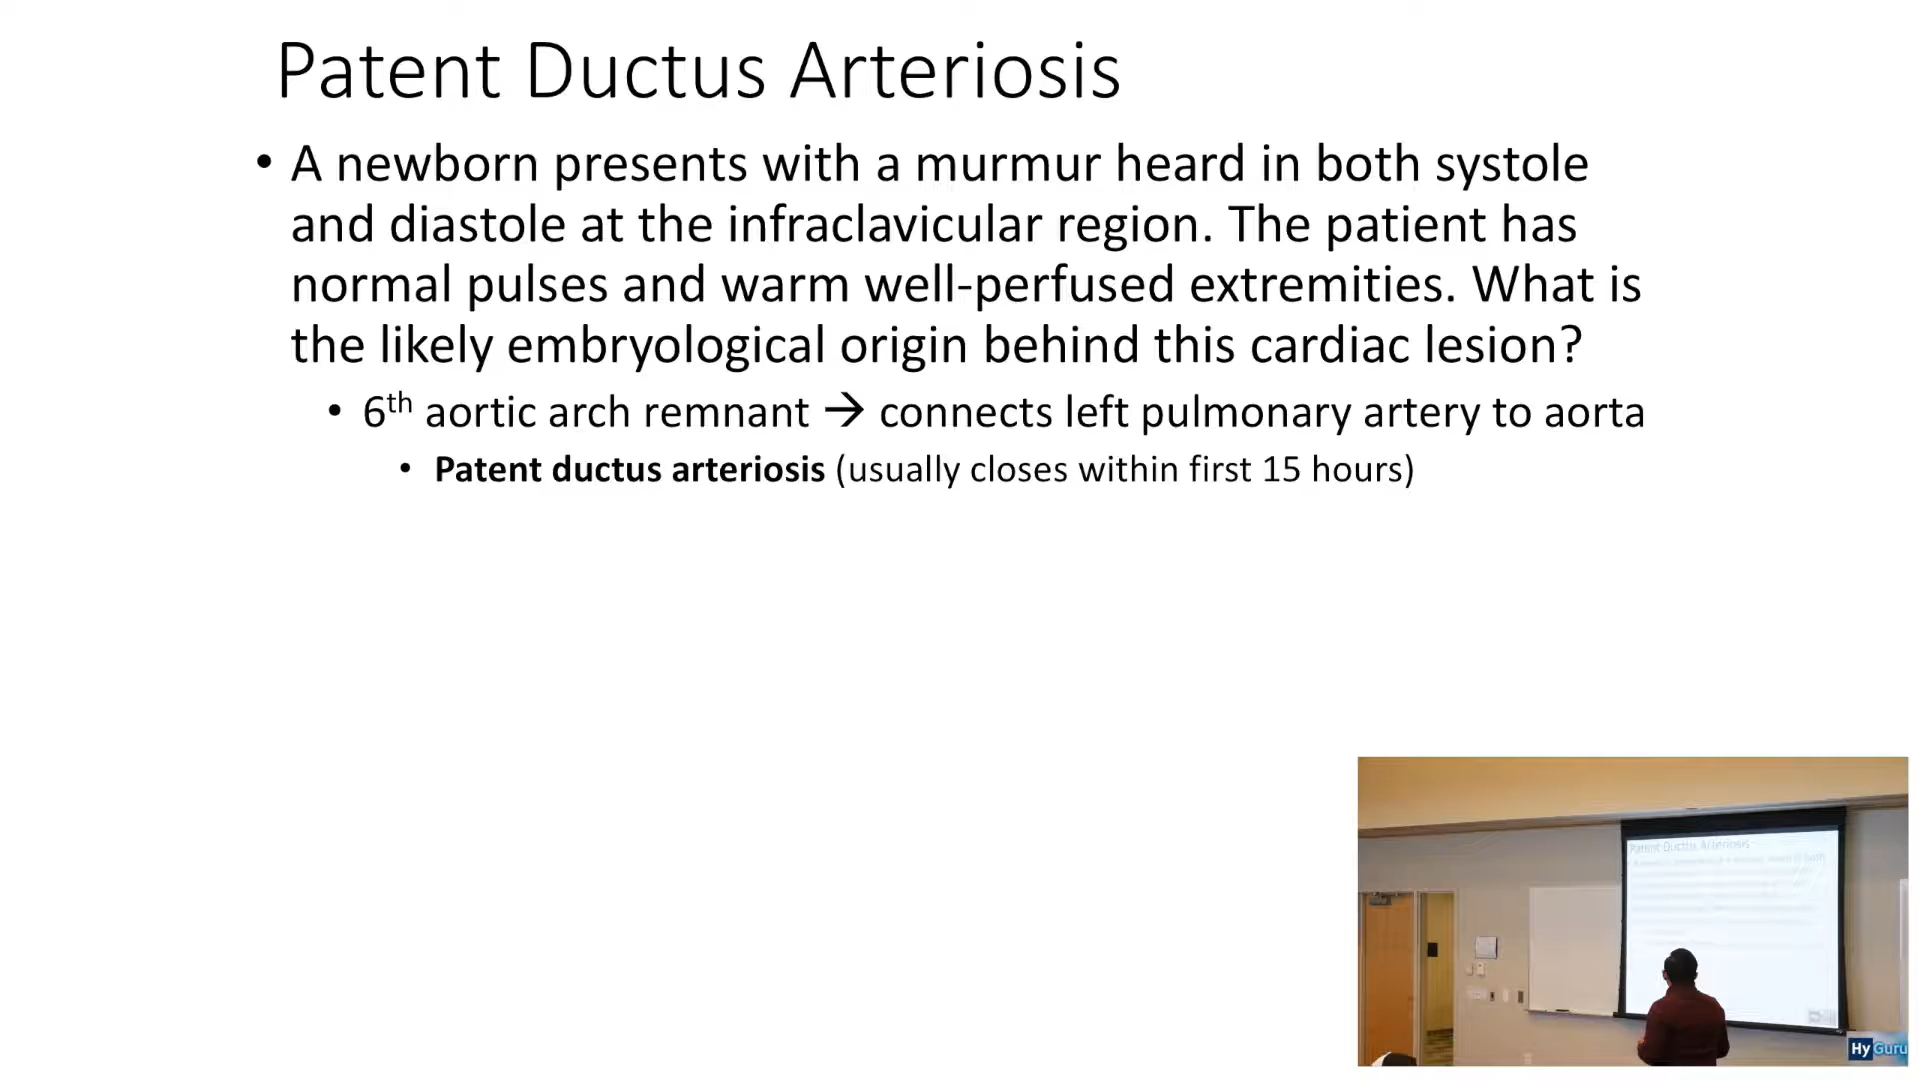 Patent Ductus Arteriosis
• A newborn presents with a murmur heard in both systole
and diastole at the infraclavicular region. The patient has
normal pulses and warm well-perfused extremities. What is
the likely embryological origin behind this cardiac lesion?
• 6th aortic arch remnant → connects left pulmonary artery to aorta
• Patent ductus arteriosis (usually closes within first 15 hours)
Patent Ductus Arteriosis
Hy Guru